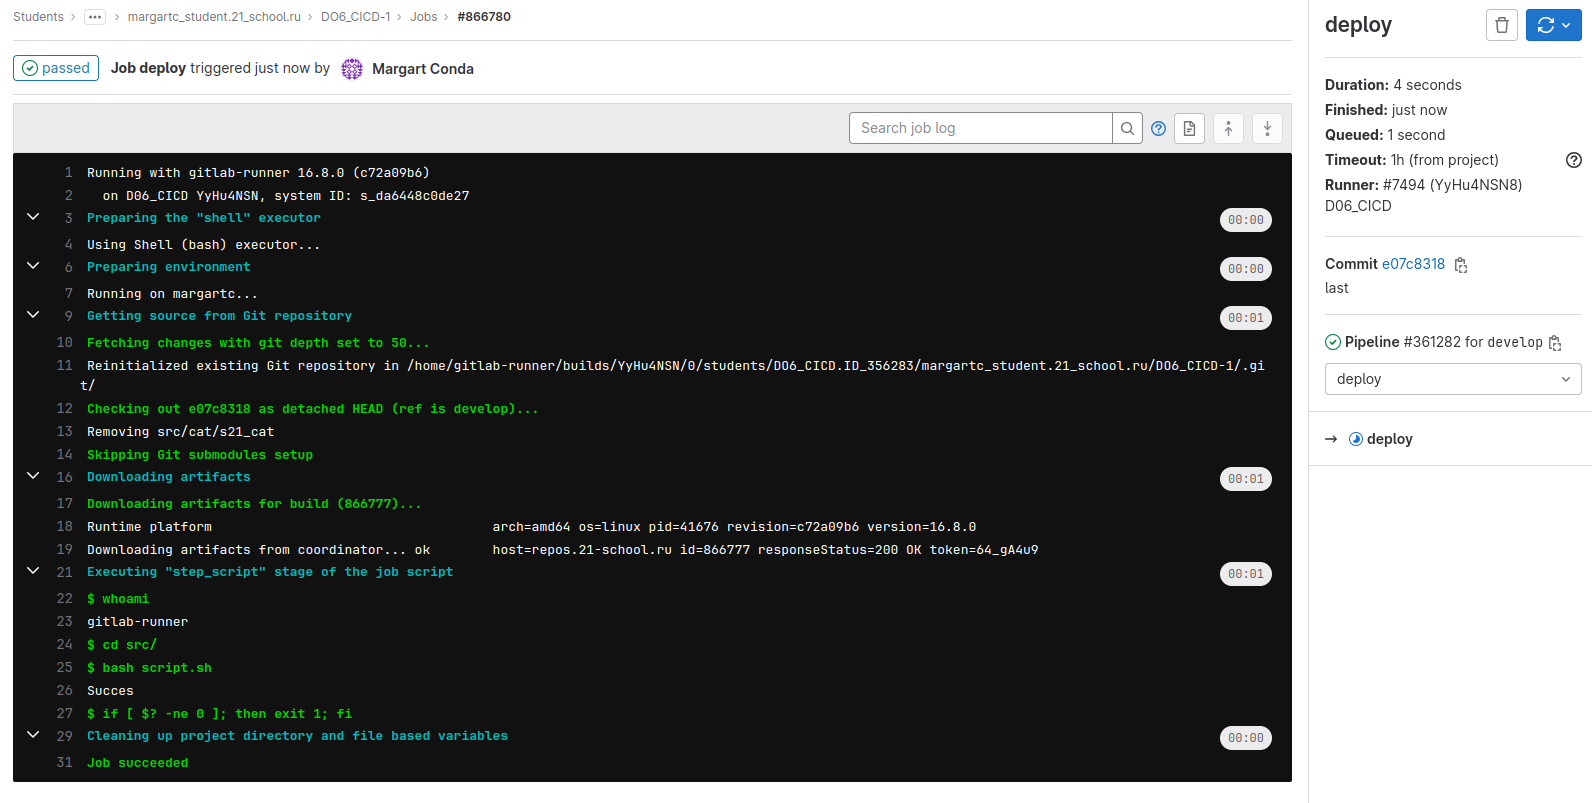 Students › ••• › margartc_student.21_school.ru › DO6_CICD-1 › Jobs › #866780
passed Job deploy triggered just now by Margart Conda
Search job log
1 Running with gitlab-runner 16.8.0 (c72a09b6)
2 on D06_CICD YyHu4NSN, system ID: s_da6448c0de27
3 Preparing the "shell" executor 00:00
4 Using Shell (bash) executor...
6 Preparing environment 00:00
7 Running on margartc...
9 Getting source from Git repository 00:01
10 Fetching changes with git depth set to 50...
11 Reinitialized existing Git repository in /home/gitlab-runner/builds/YyHu4NSN/0/students/DO6_CICD.ID_356283/margartc_student.21_school.ru/DO6_CICD-1/.gi
t/
12 Checking out e07c8318 as detached HEAD (ref is develop)...
13 Removing src/cat/s21_cat
14 Skipping Git submodules setup
16 Downloading artifacts 00:01
17 Downloading artifacts for build (866777)...
18 Runtime platform arch=amd64 os=linux pid=41676 revision=c72a09b6 version=16.8.0
19 Downloading artifacts from coordinator... ok host=repos.21-school.ru id=866777 responseStatus=200 OK token=64_gA4u9
21 Executing "step_script" stage of the job script 00:01
22 $ whoami
23 gitlab-runner
24 $ cd src/
25 $ bash script.sh
26 Succes
27 $ if [ $? -ne 0 ]; then exit 1; fi
29 Cleaning up project directory and file based variables 00:00
31 Job succeeded
deploy
Duration: 4 seconds
Finished: just now
Queued: 1 second
Timeout: 1h (from project)
Runner: #7494 (YyHu4NSN8)
D06_CICD
Commit e07c8318
last
Pipeline #361282 for develop
deploy
→ deploy